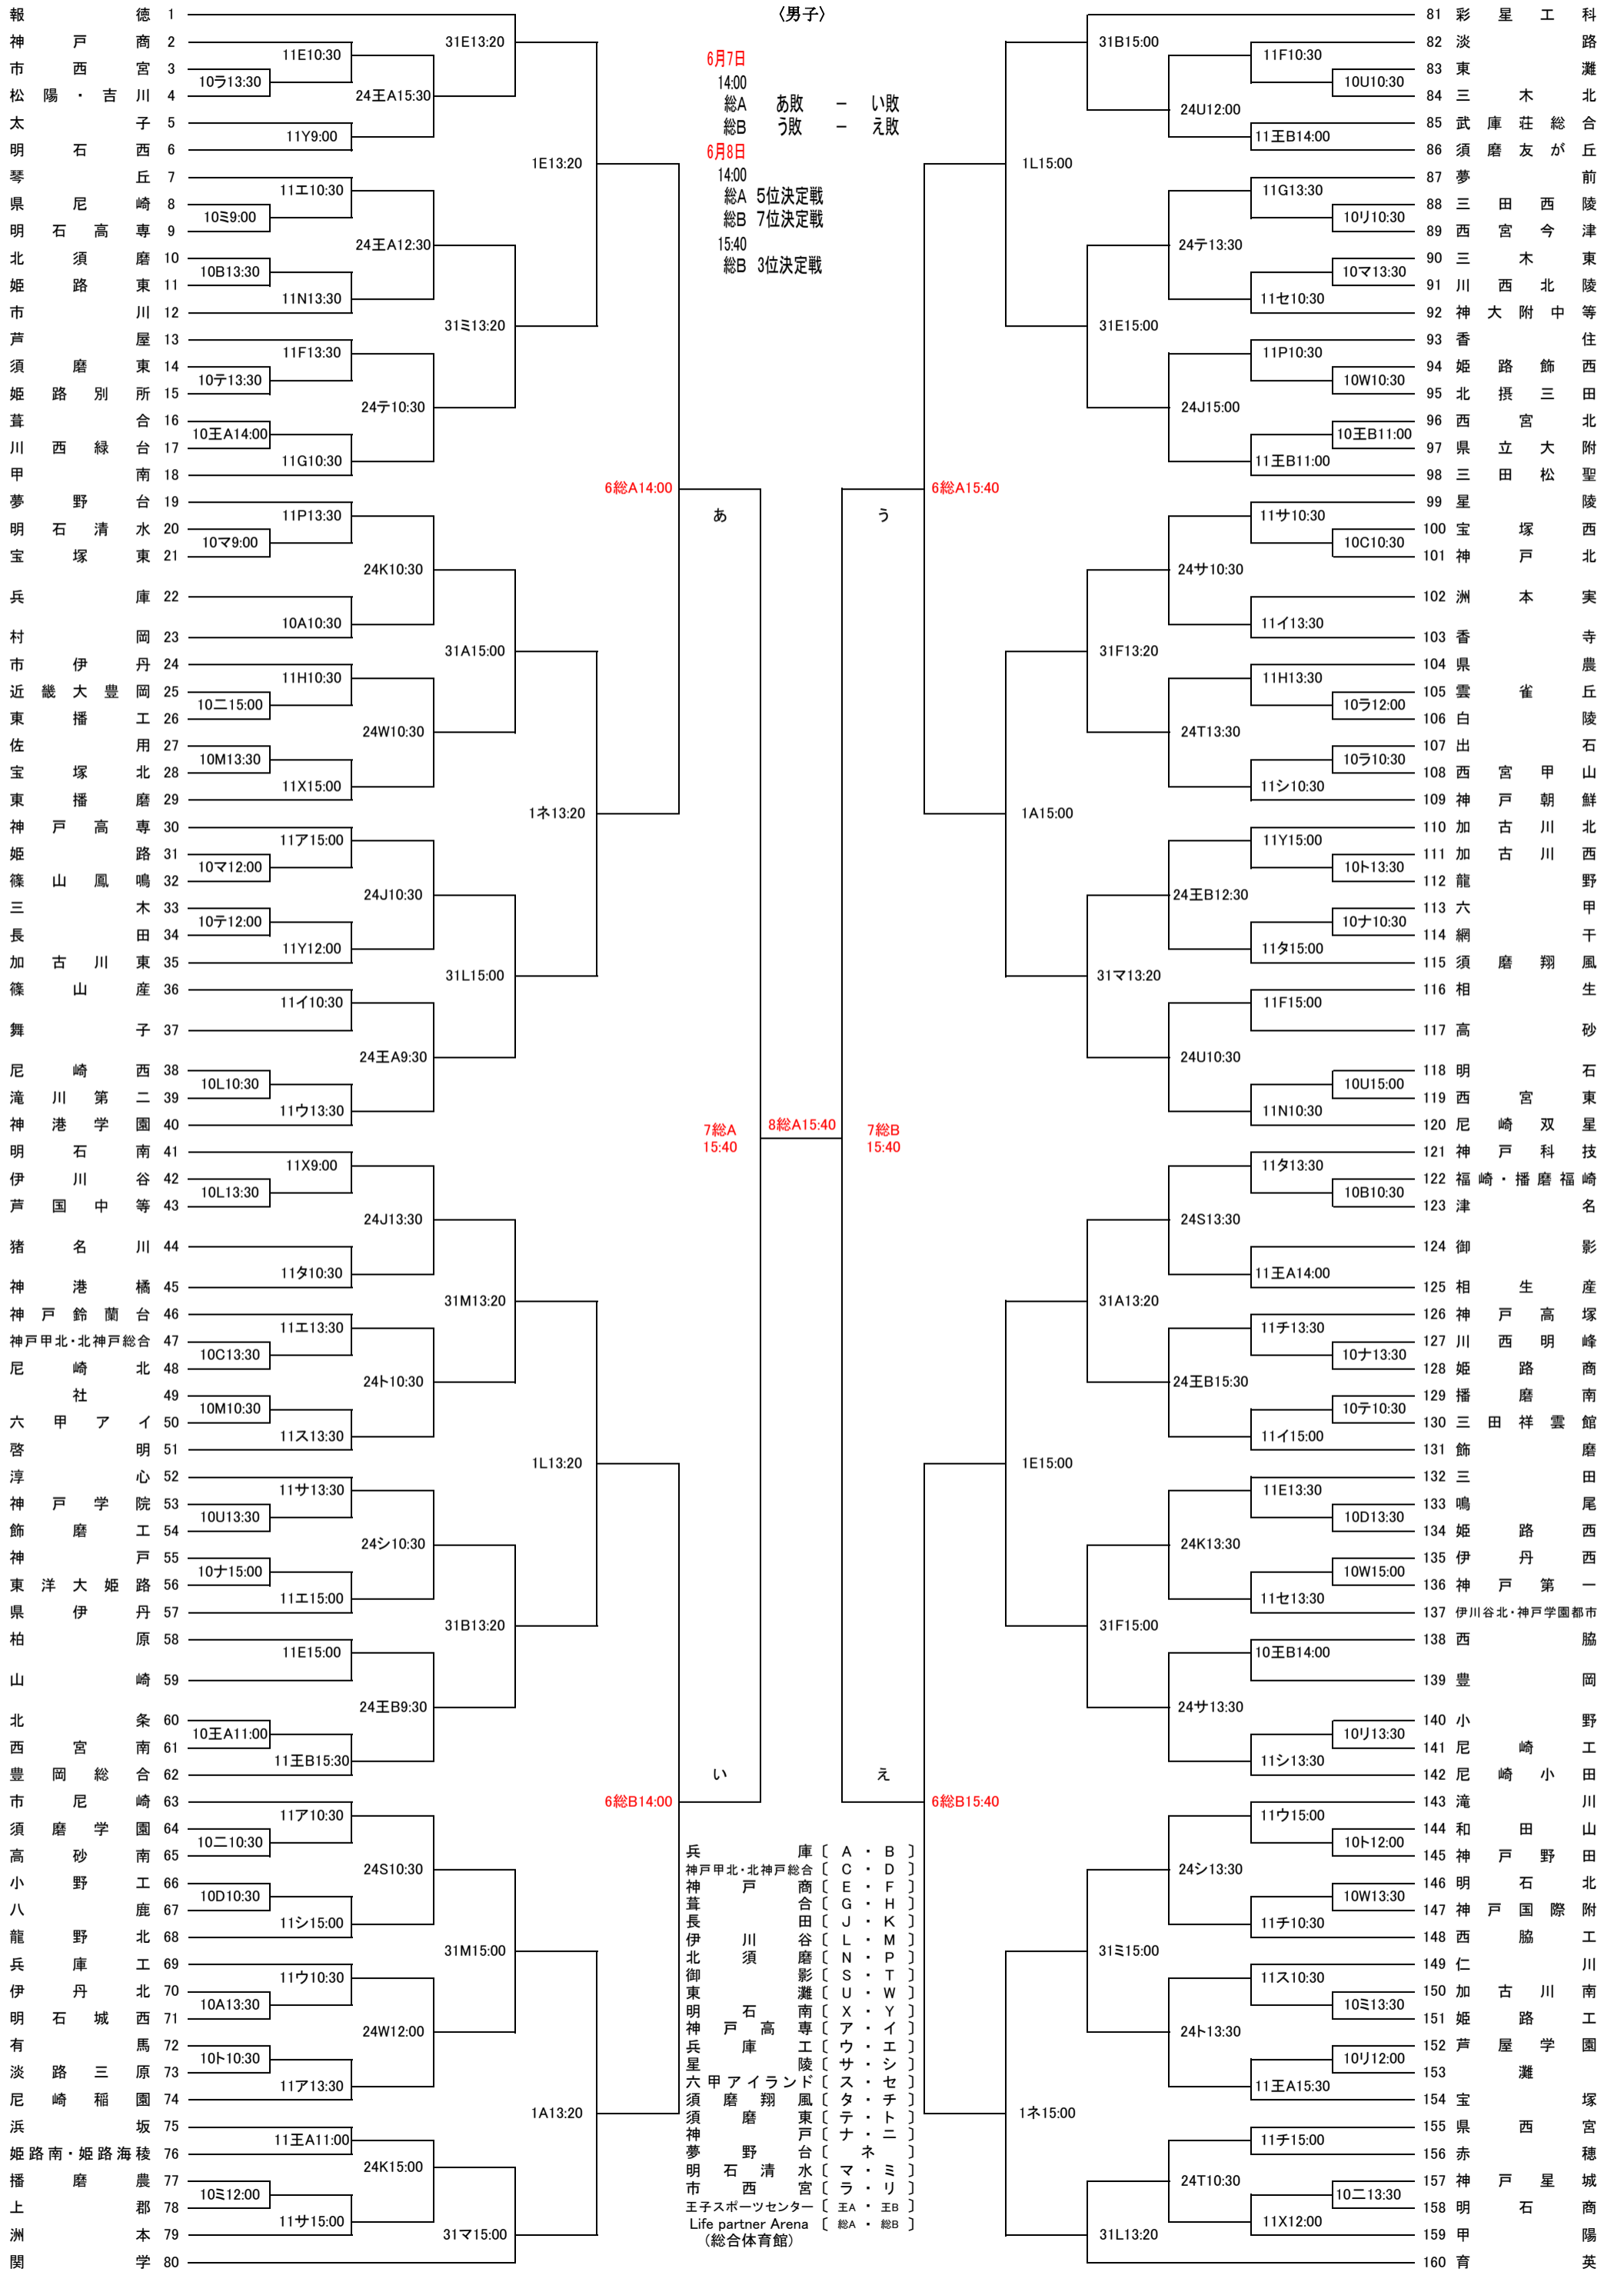 〈男子〉
報徳 1
神戸商 2
市西宮 3
松陽・吉川 4
太子 5
明石西 6
琴丘 7
県尼崎 8
明石高専 9
北須磨 10
姫路東 11
市川 12
芦屋 13
須磨東 14
姫路別所 15
葺合 16
川西緑台 17
甲南 18
夢野台 19
明石清水 20
宝塚東 21
兵庫 22
村岡 23
市伊丹 24
近畿大豊岡 25
東播工 26
佐用 27
宝塚北 28
東播磨 29
神戸高専 30
姫路 31
篠山鳳鳴 32
三木 33
長田 34
加古川東 35
篠山産 36
舞子 37
尼崎西 38
滝川第二 39
神港学園 40
明石南 41
伊川谷 42
芦国中等 43
猪名川 44
神港橘 45
神戸鈴蘭台 46
神戸甲北・北神戸総合 47
尼崎北 48
社 49
六甲アイ 50
啓明 51
淳心 52
神戸学院 53
飾磨工 54
神戸 55
東洋大姫路 56
県伊丹 57
柏原 58
山崎 59
北条 60
西宮南 61
豊岡総合 62
市尼崎 63
須磨学園 64
高砂南 65
小野工 66
八鹿 67
龍野北 68
兵庫工 69
伊丹北 70
明石城西 71
有馬 72
淡路三原 73
尼崎稲園 74
浜坂 75
姫路南・姫路海稜 76
播磨農 77
上郡 78
洲本 79
関学 80
10ラ13:30
10ミ9:00
10B13:30
10テ13:30
10王A14:00
10マ9:00
10A10:30
10二15:00
10M13:30
10マ12:00
10テ12:00
10L10:30
10L13:30
10C13:30
10M10:30
10U13:30
10ナ15:00
10王A11:00
10二10:30
10D10:30
10A13:30
10ト10:30
10ミ12:00
11E10:30
11Y9:00
11エ10:30
11N13:30
11F13:30
11G10:30
11P13:30
11H10:30
11X15:00
11ア15:00
11Y12:00
11イ10:30
11ウ13:30
11X9:00
11タ10:30
11エ13:30
11ス13:30
11サ13:30
11エ15:00
11E15:00
11王B15:30
11ア10:30
11シ15:00
11ウ10:30
11ア13:30
11王A11:00
11サ15:00
24王A15:30
24王A12:30
24テ10:30
24K10:30
24W10:30
24J10:30
24王A9:30
24J13:30
24ト10:30
24シ10:30
24王B9:30
24S10:30
24W12:00
24K15:00
31E13:20
31ミ13:20
31A15:00
31L15:00
31M13:20
31B13:20
31M15:00
31マ15:00
1E13:20
1ネ13:20
1L13:20
1A13:20
6総A14:00
6総B14:00
あ
い
7総A
15:40
8総A15:40
7総B
15:40
う
え
6総A15:40
6総B15:40
6月7日
14:00
総A あ敗 － い敗
総B う敗 － え敗
6月8日
14:00
総A 5位決定戦
総B 7位決定戦
15:40
総B 3位決定戦
1L15:00
1A15:00
1E15:00
1ネ15:00
31B15:00
31E15:00
31F13:20
31マ13:20
31A13:20
31F15:00
31ミ15:00
31L13:20
24U12:00
24テ13:30
24J15:00
24サ10:30
24T13:30
24王B12:30
24U10:30
24S13:30
24王B15:30
24K13:30
24サ13:30
24シ13:30
24ト13:30
24T10:30
11F10:30
11王B14:00
11G13:30
11セ10:30
11P10:30
11王B11:00
11サ10:30
11イ13:30
11H13:30
11シ10:30
11Y15:00
11タ15:00
11F15:00
11N10:30
11タ13:30
11王A14:00
11チ13:30
11イ15:00
11E13:30
11セ13:30
10王B14:00
11シ13:30
11ウ15:00
11チ10:30
11ス10:30
11王A15:30
11チ15:00
11X12:00
10U10:30
10リ10:30
10マ13:30
10W10:30
10王B11:00
10C10:30
10ラ12:00
10ラ10:30
10ト13:30
10ナ10:30
10U15:00
10B10:30
10ナ13:30
10テ10:30
10D13:30
10W15:00
10リ13:30
10ト12:00
10W13:30
10ミ13:30
10リ12:00
10二13:30
81 彩星工科
82 淡路
83 東灘
84 三木北
85 武庫荘総合
86 須磨友が丘
87 夢前
88 三田西陵
89 西宮今津
90 三木東
91 川西北陵
92 神大附中等
93 香住
94 姫路飾西
95 北摂三田
96 西宮北
97 県立大附
98 三田松聖
99 星陵
100 宝塚西
101 神戸北
102 洲本実
103 香寺
104 県農
105 雲雀丘
106 白陵
107 出石
108 西宮甲山
109 神戸朝鮮
110 加古川北
111 加古川西
112 龍野
113 六甲
114 網干
115 須磨翔風
116 相生
117 高砂
118 明石
119 西宮東
120 尼崎双星
121 神戸科技
122 福崎・播磨福崎
123 津名
124 御影
125 相生産
126 神戸高塚
127 川西明峰
128 姫路商
129 播磨南
130 三田祥雲館
131 飾磨
132 三田
133 鳴尾
134 姫路西
135 伊丹西
136 神戸第一
137 伊川谷北・神戸学園都市
138 西脇
139 豊岡
140 小野
141 尼崎工
142 尼崎小田
143 滝川
144 和田山
145 神戸野田
146 明石北
147 神戸国際附
148 西脇工
149 仁川
150 加古川南
151 姫路工
152 芦屋学園
153 灘
154 宝塚
155 県西宮
156 赤穂
157 神戸星城
158 明石商
159 甲陽
160 育英
兵庫〔A・B〕
神戸甲北・北神戸総合〔C・D〕
神戸商〔E・F〕
葺合〔G・H〕
長田〔J・K〕
伊川谷〔L・M〕
北須磨〔N・P〕
御影〔S・T〕
東灘〔U・W〕
明石南〔X・Y〕
神戸高専〔ア・イ〕
兵庫工〔ウ・エ〕
星陵〔サ・シ〕
六甲アイランド〔ス・セ〕
須磨翔風〔タ・チ〕
須磨東〔テ・ト〕
神戸〔ナ・ニ〕
夢野台〔ネ〕
明石清水〔マ・ミ〕
市西宮〔ラ・リ〕
王子スポーツセンター〔王A・王B〕
Life partner Arena〔総A・総B〕
（総合体育館）